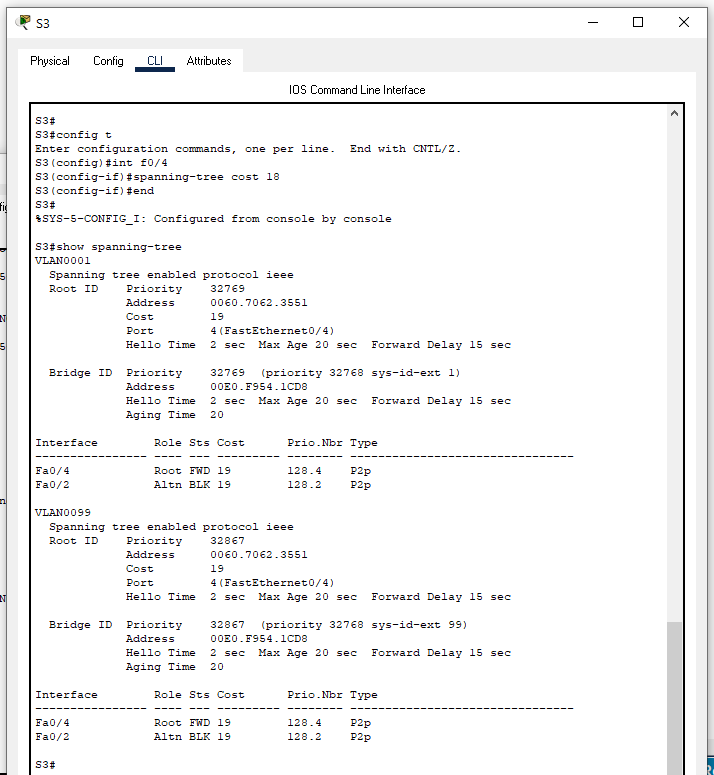 S3
Physical Config CLI Attributes
IOS Command Line Interface
S3#
S3#config t
Enter configuration commands, one per line.  End with CNTL/Z.
S3(config)#int f0/4
S3(config-if)#spanning-tree cost 18
S3(config-if)#end
S3#
%SYS-5-CONFIG_I: Configured from console by console
S3#show spanning-tree
VLAN0001
  Spanning tree enabled protocol ieee
  Root ID    Priority    32769
             Address     0060.7062.3551
             Cost        19
             Port        4(FastEthernet0/4)
             Hello Time  2 sec  Max Age 20 sec  Forward Delay 15 sec
  Bridge ID  Priority    32769  (priority 32768 sys-id-ext 1)
             Address     00E0.F954.1CD8
             Hello Time  2 sec  Max Age 20 sec  Forward Delay 15 sec
             Aging Time  20
Interface        Role Sts Cost      Prio.Nbr Type
---------------- ---- --- --------- -------- --------------------------------
Fa0/4            Root FWD 19        128.4    P2p
Fa0/2            Altn BLK 19        128.2    P2p
VLAN0099
  Spanning tree enabled protocol ieee
  Root ID    Priority    32867
             Address     0060.7062.3551
             Cost        19
             Port        4(FastEthernet0/4)
             Hello Time  2 sec  Max Age 20 sec  Forward Delay 15 sec
  Bridge ID  Priority    32867  (priority 32768 sys-id-ext 99)
             Address     00E0.F954.1CD8
             Hello Time  2 sec  Max Age 20 sec  Forward Delay 15 sec
             Aging Time  20
Interface        Role Sts Cost      Prio.Nbr Type
---------------- ---- --- --------- -------- --------------------------------
Fa0/4            Root FWD 19        128.4    P2p
Fa0/2            Altn BLK 19        128.2    P2p
S3#